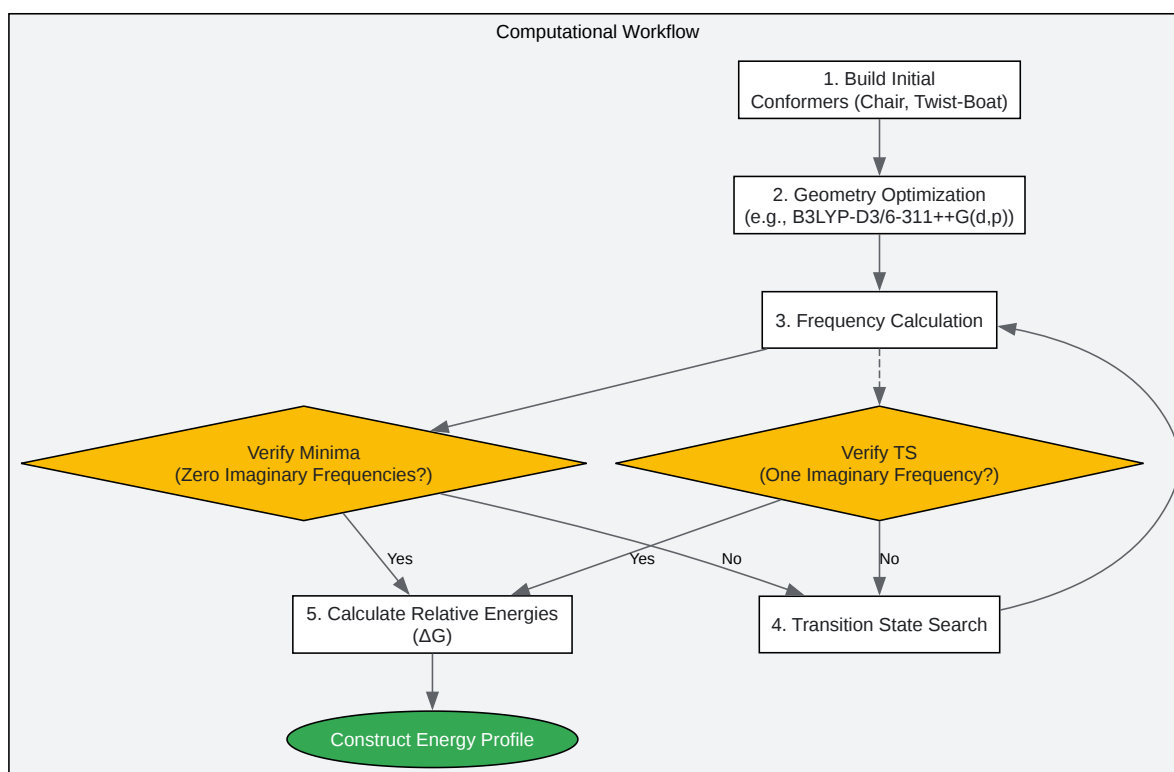 Computational Workflow
1. Build Initial
Conformers (Chair, Twist-Boat)
2. Geometry Optimization
(e.g., B3LYP-D3/6-311++G(d,p))
3. Frequency Calculation
Verify Minima
(Zero Imaginary Frequencies?)
Verify TS
(One Imaginary Frequency?)
Yes
Yes
No
No
5. Calculate Relative Energies
(ΔG)
4. Transition State Search
Construct Energy Profile